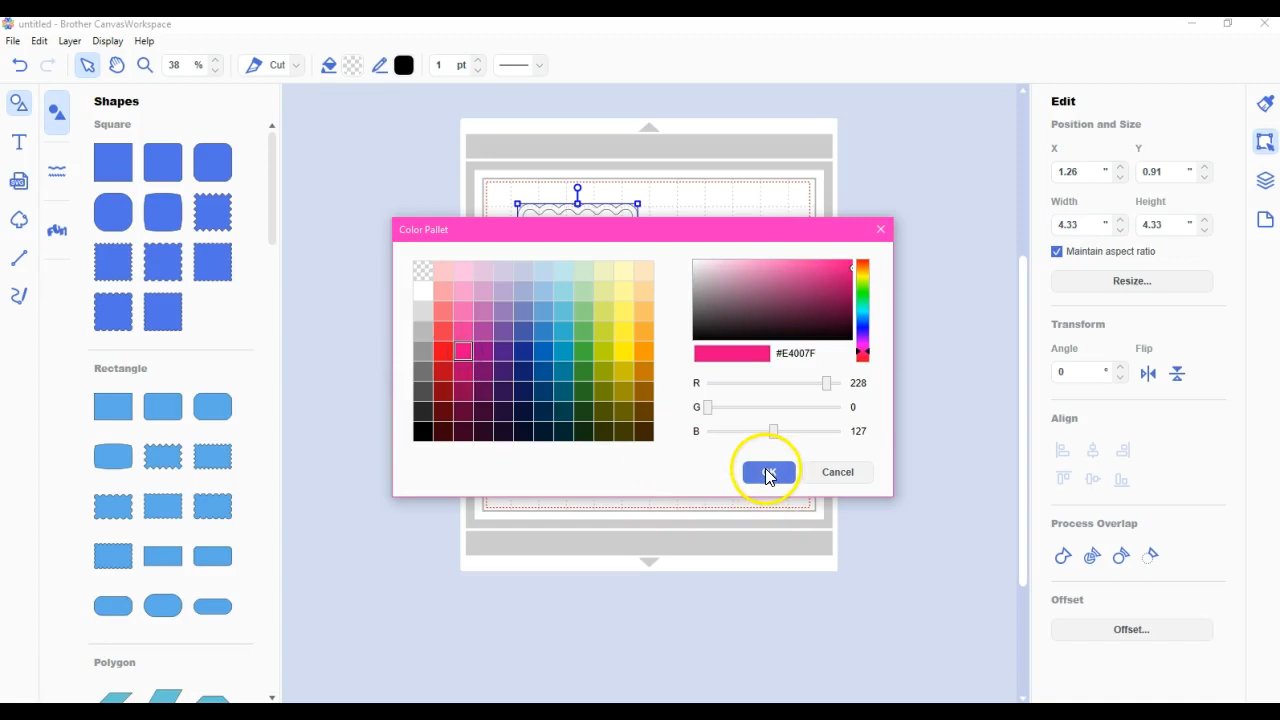 untitled - Brother CanvasWorkspace
File Edit Layer Display Help
38 % Cut 1 pt
Shapes
Square
Rectangle
Polygon
Color Pallet
#E4007F
R 228
G 0
B 127
Cancel
Edit
Position and Size
X Y
1.26 " 0.91 "
Width Height
4.33 " 4.33 "
Maintain aspect ratio
Resize...
Transform
Angle Flip
0 °
Align
Process Overlap
Offset
Offset...
T
SVG